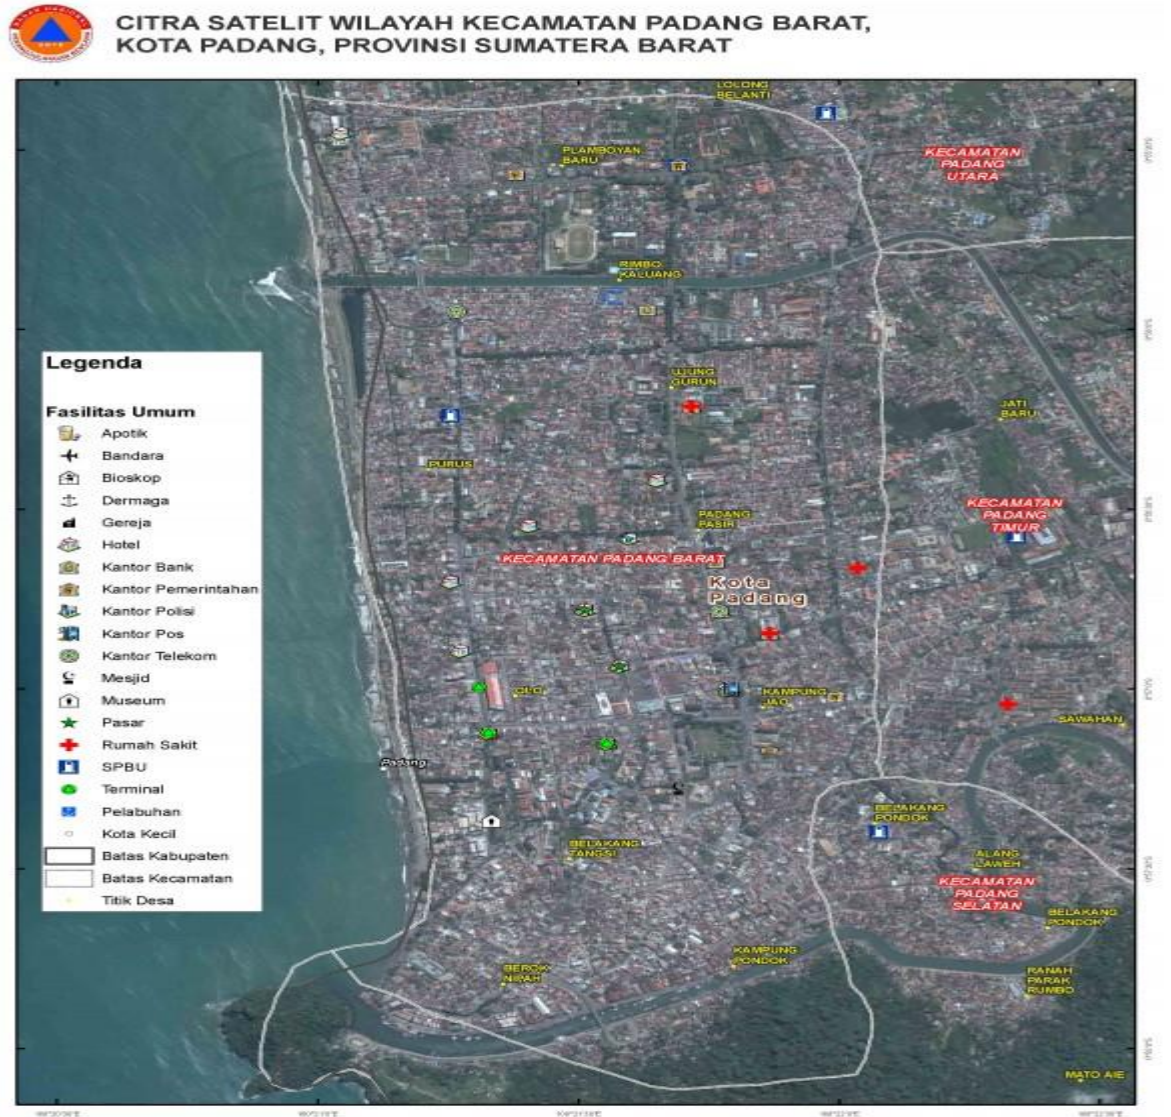 CITRA SATELIT WILAYAH KECAMATAN PADANG BARAT,
KOTA PADANG, PROVINSI SUMATERA BARAT
LOLONG
BELANTI
PLAMBOYAN
BARU
KECAMATAN
PADANG
UTARA
RIMBO
KALUANG
UJUNG
GURUN
JATI
BARU
PURUS
PADANG
PASIR
KECAMATAN
PADANG
TIMUR
KECAMATAN PADANG BARAT
Kota
Padang
OLO
KAMPUNG
JAO
SAWAHAN
Padang
BELAKANG
PONDOK
BELAKANG
TANGSI
ALANG
LAWEH
KECAMATAN
PADANG
SELATAN
BELAKANG
PONDOK
KAMPUNG
PONDOK
BEROK
NIPAH
RANAH
PARAK
RUMBO
MATO AIE
Legenda
Fasilitas Umum
Apotik
Bandara
Bioskop
Dermaga
Gereja
Hotel
Kantor Bank
Kantor Pemerintahan
Kantor Polisi
Kantor Pos
Kantor Telekom
Mesjid
Museum
Pasar
Rumah Sakit
SPBU
Terminal
Pelabuhan
Kota Kecil
Batas Kabupaten
Batas Kecamatan
Titik Desa